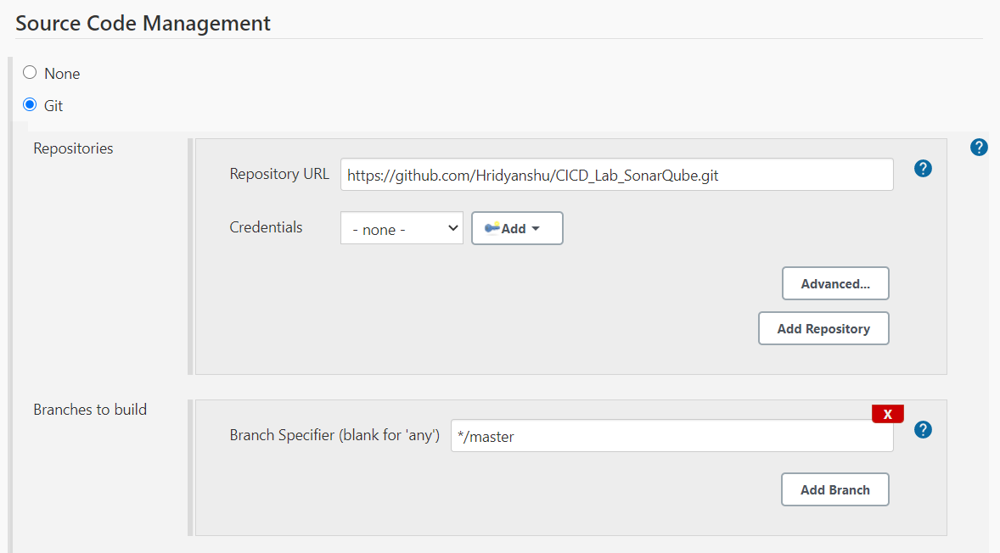 Source Code Management
None
Git
Repositories
?
Repository URL https://github.com/Hridyanshu/CICD_Lab_SonarQube.git ?
Credentials - none - Add
Advanced...
Add Repository
Branches to build
X
Branch Specifier (blank for 'any') */master ?
Add Branch